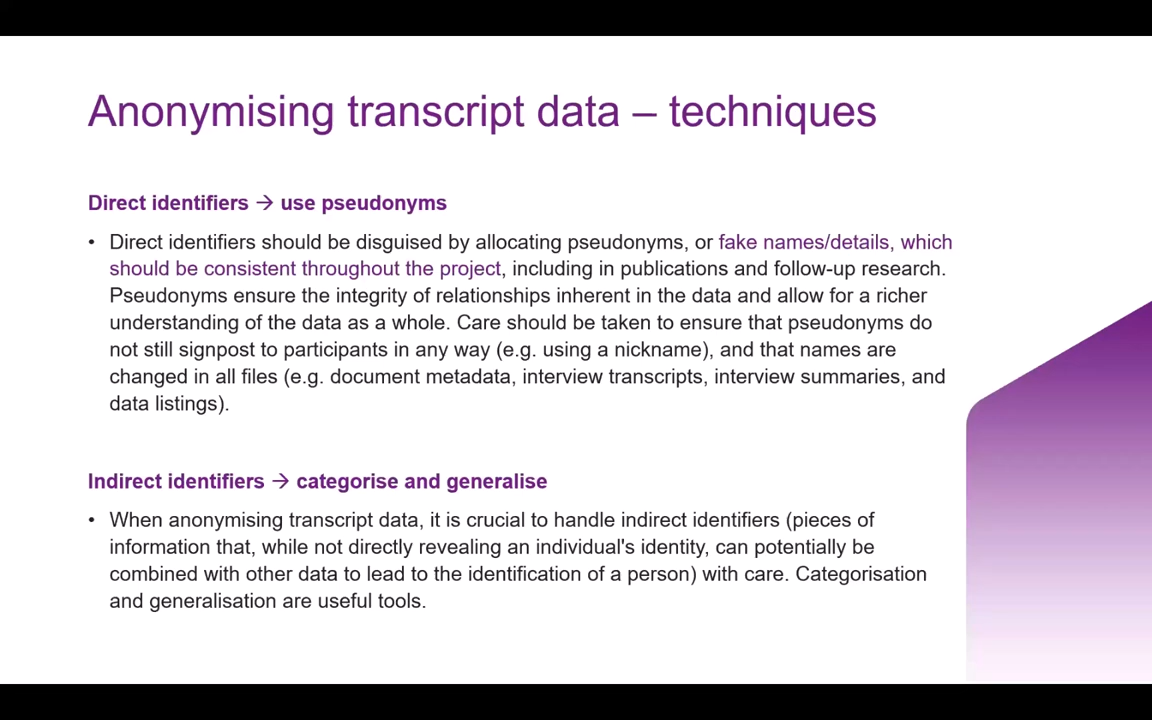 Anonymising transcript data – techniques
Direct identifiers → use pseudonyms
• Direct identifiers should be disguised by allocating pseudonyms, or fake names/details, which
should be consistent throughout the project, including in publications and follow-up research.
Pseudonyms ensure the integrity of relationships inherent in the data and allow for a richer
understanding of the data as a whole. Care should be taken to ensure that pseudonyms do
not still signpost to participants in any way (e.g. using a nickname), and that names are
changed in all files (e.g. document metadata, interview transcripts, interview summaries, and
data listings).
Indirect identifiers → categorise and generalise
• When anonymising transcript data, it is crucial to handle indirect identifiers (pieces of
information that, while not directly revealing an individual's identity, can potentially be
combined with other data to lead to the identification of a person) with care. Categorisation
and generalisation are useful tools.